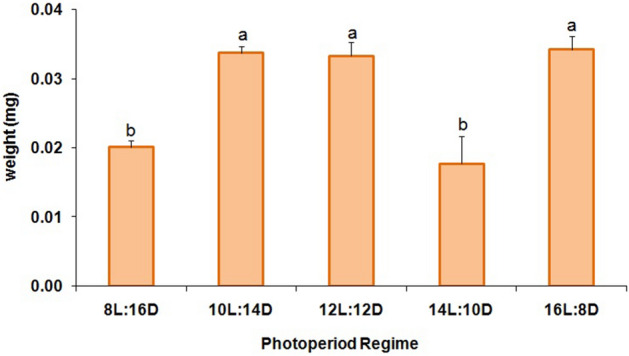 0.04
0.03
0.02
0.01
0.00
weight (mg)
b
a
a
b
a
8L:16D
10L:14D
12L:12D
14L:10D
16L:8D
Photoperiod Regime